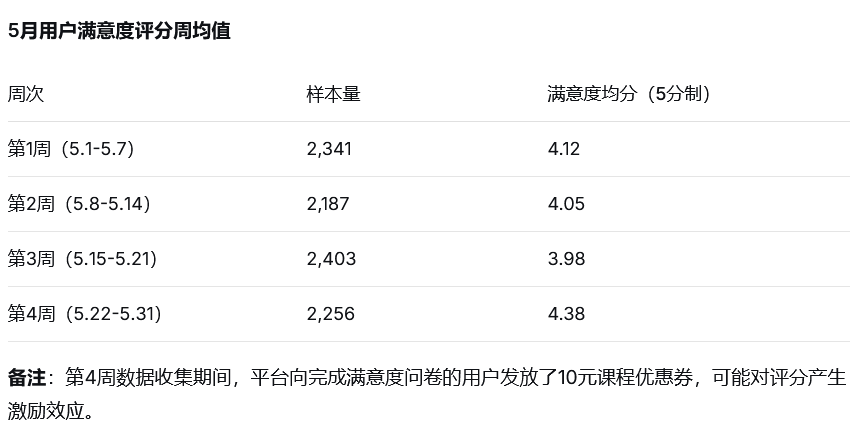 5月用户满意度评分周均值
周次 样本量 满意度均分（5分制）
第1周（5.1-5.7） 2,341 4.12
第2周（5.8-5.14） 2,187 4.05
第3周（5.15-5.21） 2,403 3.98
第4周（5.22-5.31） 2,256 4.38
备注：第4周数据收集期间，平台向完成满意度问卷的用户发放了10元课程优惠券，可能对评分产生
激励效应。